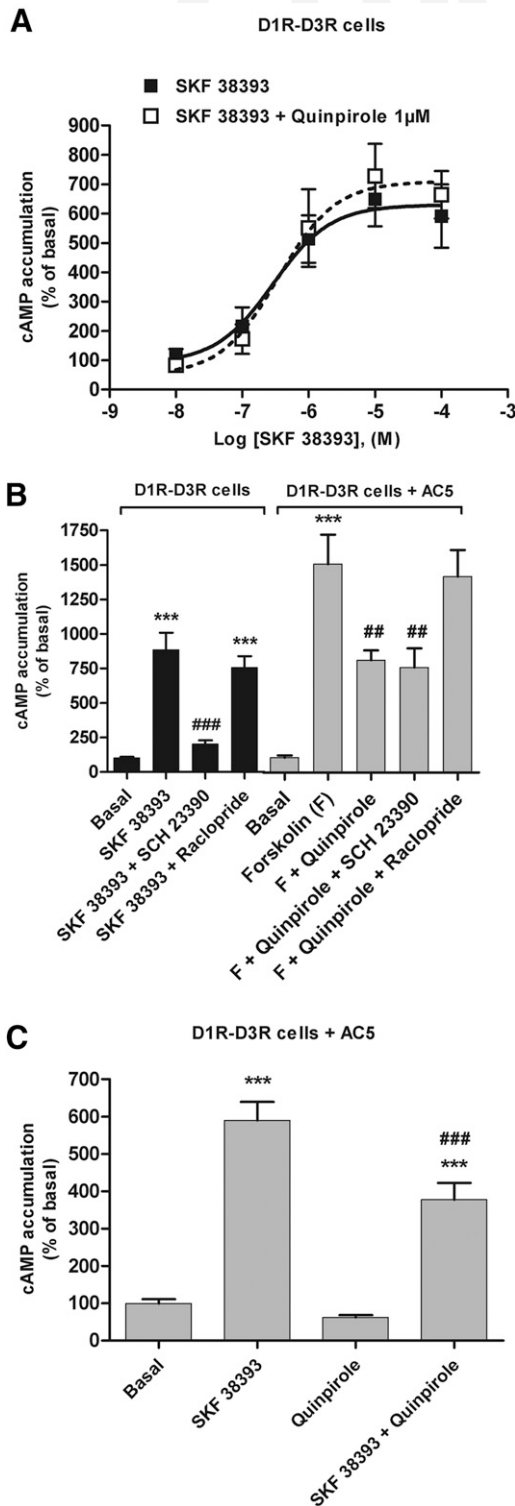 A
D1R-D3R cells
SKF 38393
SKF 38393 + Quinpirole 1µM
cAMP accumulation
(% of basal)
900
800
700
600
500
400
300
200
100
0
-9
-8
-7
-6
-5
-4
-3
Log [SKF 38393], (M)
B
D1R-D3R cells
D1R-D3R cells + AC5
cAMP accumulation
(% of basal)
1750
1500
1250
1000
750
500
250
0
***
###
***
***
##
##
Basal
SKF 38393
SKF 38393 + SCH 23390
SKF 38393 + Raclopride
Basal
Forskolin (F)
F + Quinpirole
F + Quinpirole + SCH 23390
F + Quinpirole + Raclopride
C
D1R-D3R cells + AC5
cAMP accumulation
(% of basal)
700
600
500
400
300
200
100
0
***
###
***
Basal
SKF 38393
Quinpirole
SKF 38393 + Quinpirole